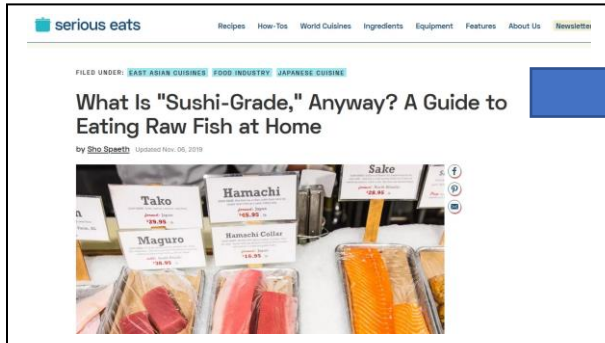 serious eats
Recipes How-Tos World Cuisines Ingredients Equipment Features About Us Newsletter
FILED UNDER: EAST ASIAN CUISINES FOOD INDUSTRY JAPANESE CUISINE
What Is "Sushi-Grade," Anyway? A Guide to
Eating Raw Fish at Home
by Sho Spaeth Updated Nov. 06, 2019
Tako
Hamachi
Sake
Maguro
Hamachi Collar